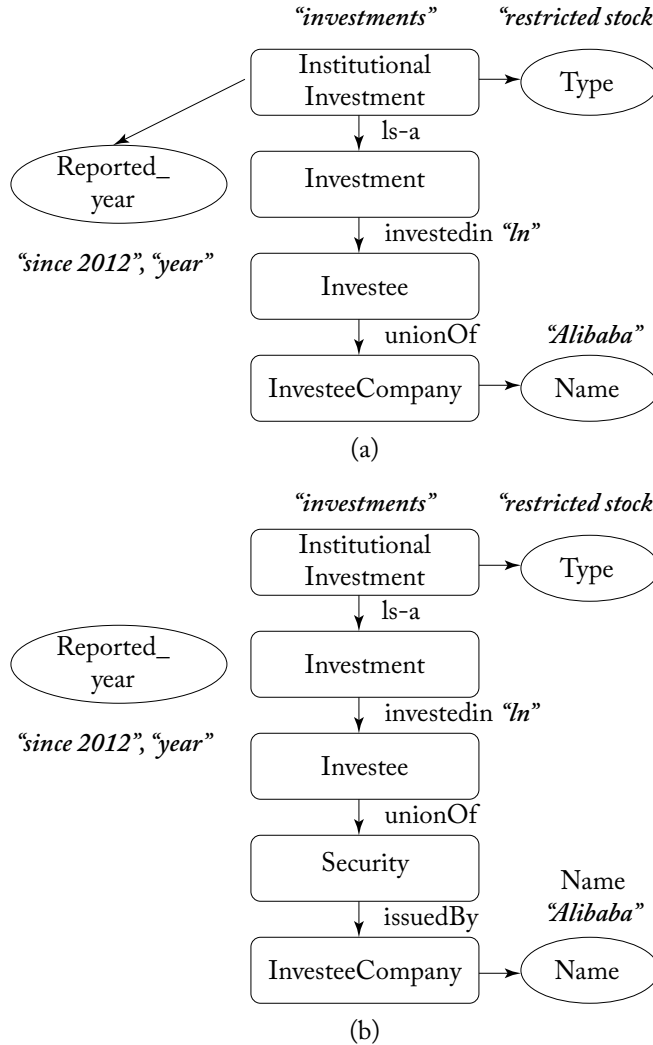 “investments” “restricted stock
Institutional
Investment
Type
ls-a
Reported_
year
Investment
investedin “ln”
“since 2012”, “year”
Investee
unionOf
“Alibaba”
InvesteeCompany
Name
(a)
“investments” “restricted stock
Institutional
Investment
Type
ls-a
Reported_
year
Investment
investedin “ln”
“since 2012”, “year”
Investee
unionOf
Security
Name
issuedBy
“Alibaba”
InvesteeCompany
Name
(b)